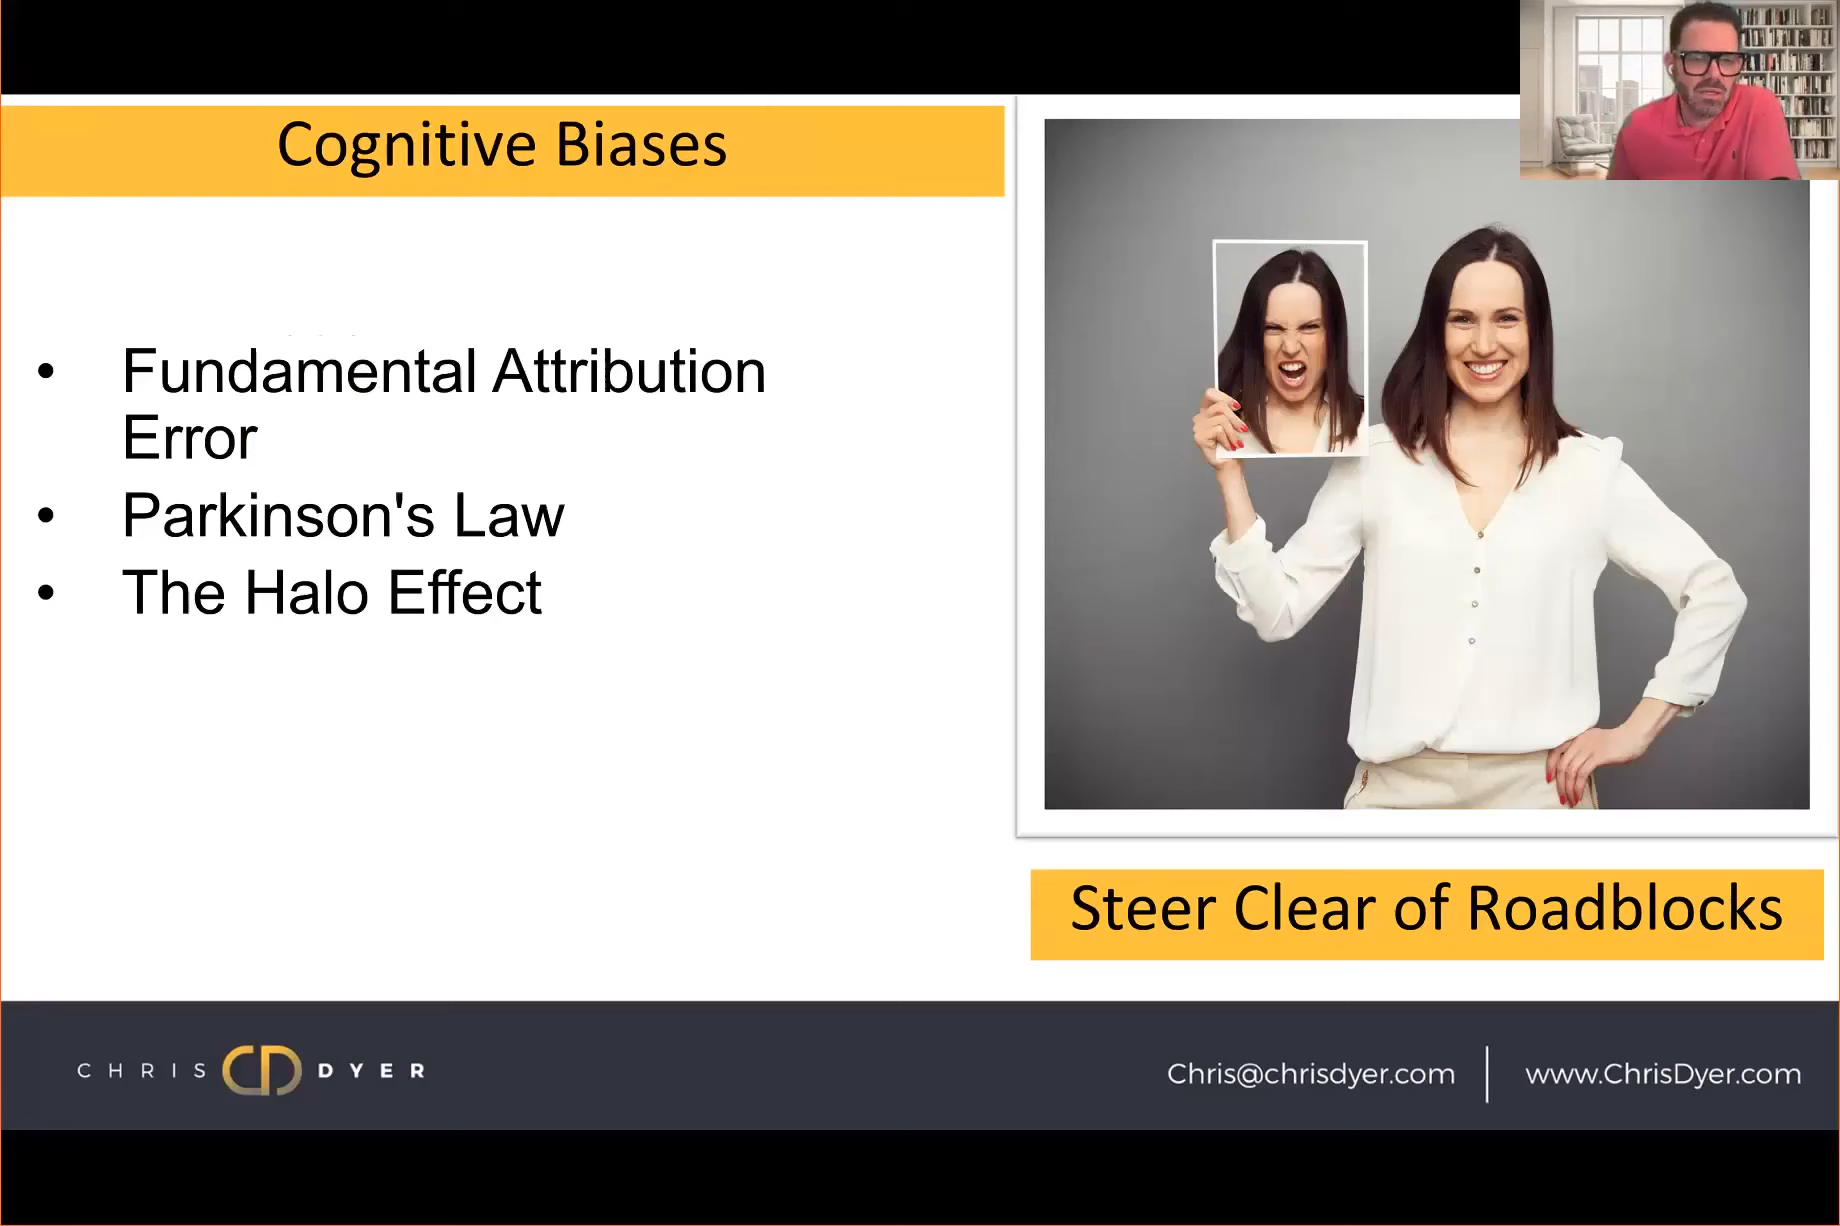 Cognitive Biases
• Fundamental Attribution
Error
• Parkinson's Law
• The Halo Effect
Steer Clear of Roadblocks
CHRIS CD DYER
Chris@chrisdyer.com | www.ChrisDyer.com